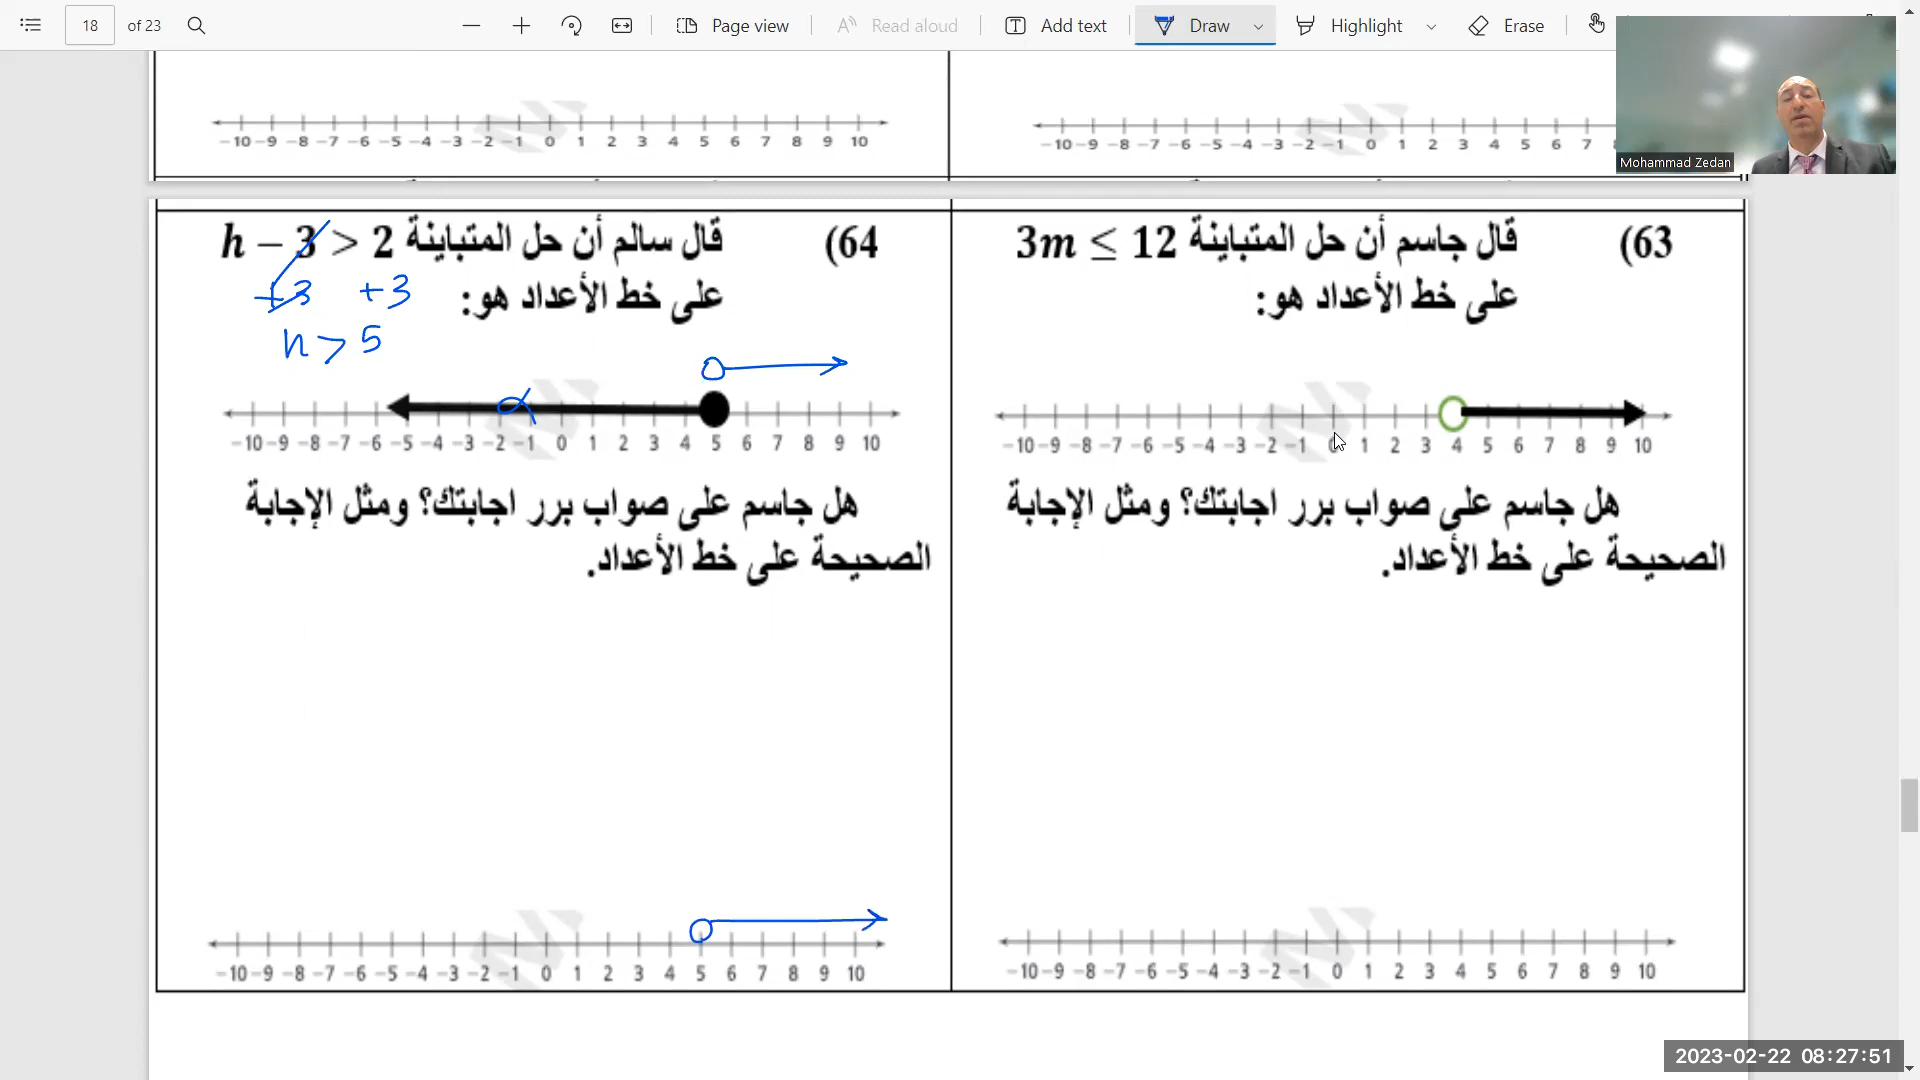 18 of 23 Page view Read aloud Add text Draw Highlight Erase
Mohammad Zedan
-10 -9 -8 -7 -6 -5 -4 -3 -2 -1 0 1 2 3 4 5 6 7 8 9 10
-10 -9 -8 -7 -6 -5 -4 -3 -2 -1 0 1 2 3 4 5 6 7
(63 قال جاسم أن حل المتباينة 3m ≤ 12
على خط الأعداد هو:
-10 -9 -8 -7 -6 -5 -4 -3 -2 -1 0 1 2 3 4 5 6 7 8 9 10
هل جاسم على صواب برر اجابتك؟ ومثل الإجابة
الصحيحة على خط الأعداد.
-10 -9 -8 -7 -6 -5 -4 -3 -2 -1 0 1 2 3 4 5 6 7 8 9 10
(64 قال سالم أن حل المتباينة h – 3 > 2
على خط الأعداد هو:
+3 +3
h > 5
-10 -9 -8 -7 -6 -5 -4 -3 -2 -1 0 1 2 3 4 5 6 7 8 9 10
هل جاسم على صواب برر اجابتك؟ ومثل الإجابة
الصحيحة على خط الأعداد.
-10 -9 -8 -7 -6 -5 -4 -3 -2 -1 0 1 2 3 4 5 6 7 8 9 10
2023-02-22 08:27:51